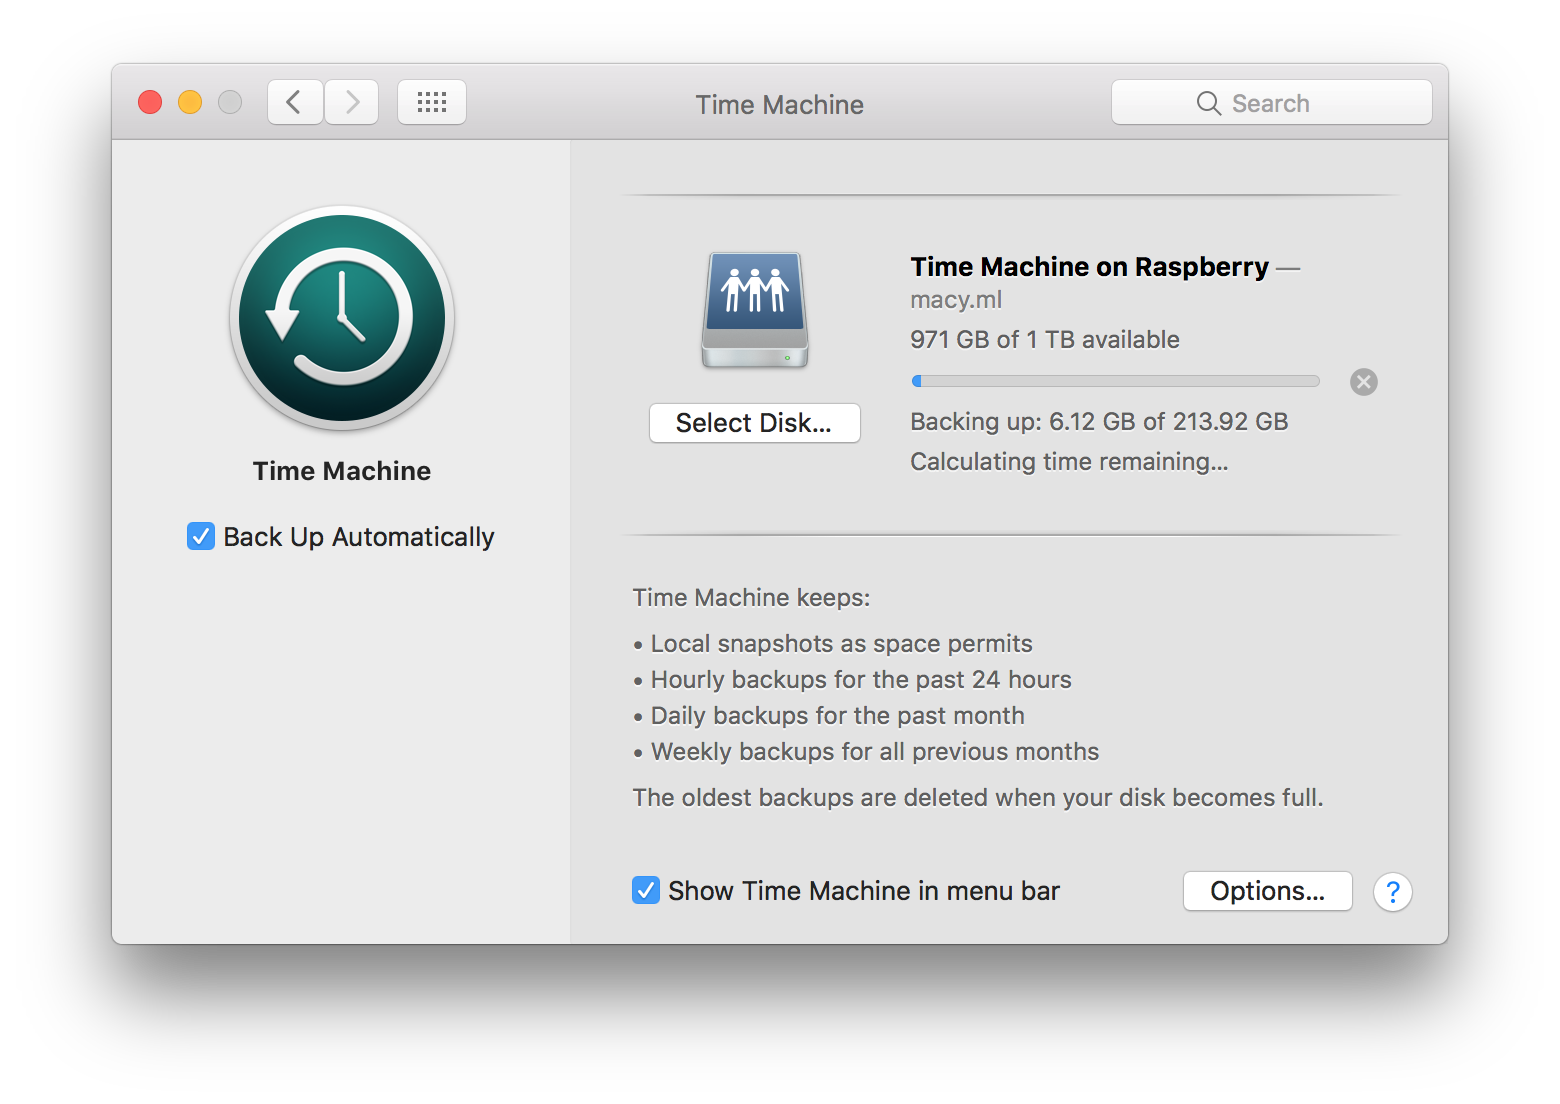 Time Machine
Search
Time Machine
Back Up Automatically
Select Disk...
Time Machine on Raspberry —
macy.ml
971 GB of 1 TB available
Backing up: 6.12 GB of 213.92 GB
Calculating time remaining...
Time Machine keeps:
• Local snapshots as space permits
• Hourly backups for the past 24 hours
• Daily backups for the past month
• Weekly backups for all previous months
The oldest backups are deleted when your disk becomes full.
Show Time Machine in menu bar
Options...
?